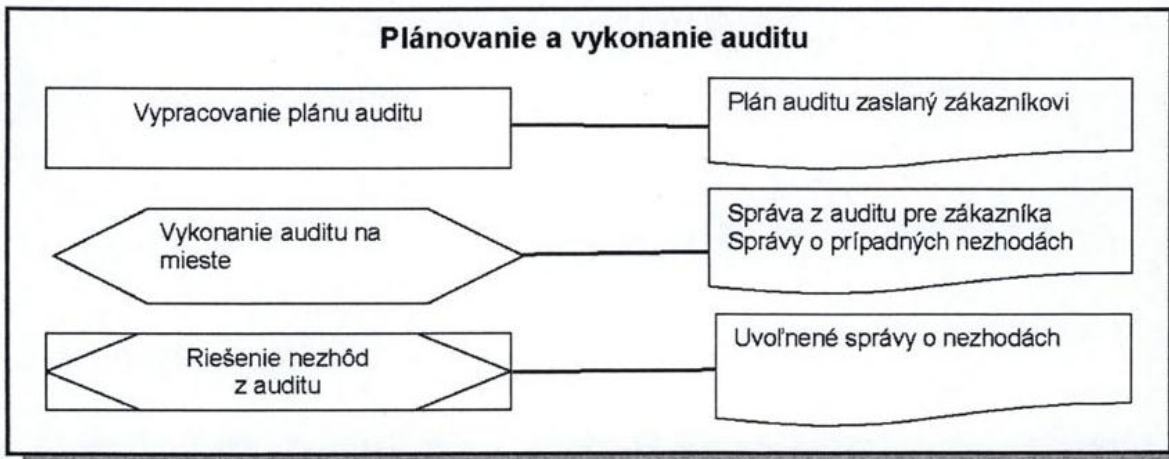 Plánovanie a vykonanie auditu
Vypracovanie plánu auditu
Plán auditu zaslaný zákazníkovi
Vykonanie auditu na
mieste
Správa z auditu pre zákazníka
Správy o prípadných nezhodách
Riešenie nezhôd
z auditu
Uvoľnené správy o nezhodách